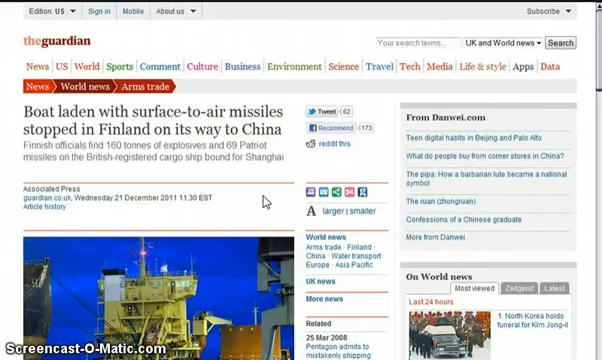 Edition: US
Sign in
Mobile
About us
Subscribe
theguardian
Your search terms...
UK and World news
Search
News US World Sports Comment Culture Business Environment Science Travel Tech Media Life & style Apps Data
News
World news
Arms trade
Boat laden with surface-to-air missiles
stopped in Finland on its way to China
Finnish officials find 160 tonnes of explosives and 69 Patriot
missiles on the British-registered cargo ship bound for Shanghai
Associated Press
guardian.co.uk, Wednesday 21 December 2011 11.30 EST
Article history
Tweet 62
Recommend 173
reddit this
A larger | smaller
World news
Arms trade · Finland ·
China · Water transport ·
Europe · Asia Pacific
UK news
More news
Related
25 Mar 2008
Pentagon admits to
mistakenly shipping
From Danwei.com
Teen digital habits in Beijing and Palo Alto
What do people buy from corner stores in China?
The pipa: How a barbarian lute became a national
symbol
The ruan (zhongruan)
Confessions of a Chinese graduate
More from Danwei
On World news
Most viewed
Zeitgeist
Latest
Last 24 hours
1. North Korea holds
funeral for Kim Jong-il
Screencast-O-Matic.com